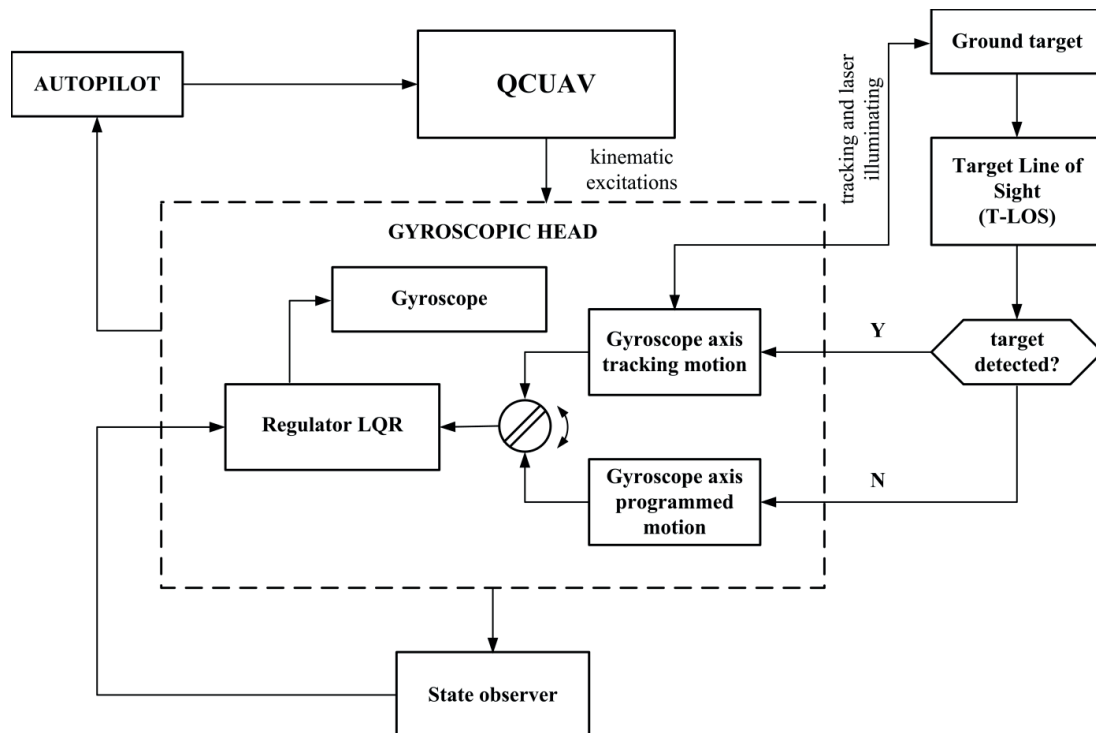 AUTOPILOT
QCUAV
Ground target
tracking and laser
illuminating
kinematic
excitations
Target Line of
Sight
(T-LOS)
GYROSCOPIC HEAD
Gyroscope
Gyroscope axis
tracking motion
Y
target
detected?
Regulator LQR
Gyroscope axis
programmed
motion
N
State observer